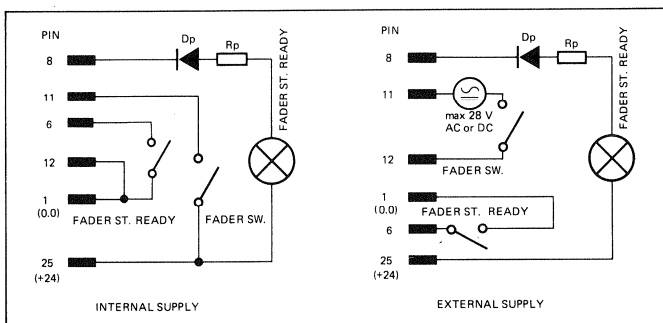 PIN
8
Dp
Rp
FADER ST. READY
11
6
12
1
(0.0)
FADER ST. READY
FADER SW.
25
(+24)
INTERNAL SUPPLY
PIN
8
Dp
Rp
FADER ST. READY
11
max 28 V
AC or DC
12
FADER SW.
1
(0.0)
FADER ST. READY
6
25
(+24)
EXTERNAL SUPPLY